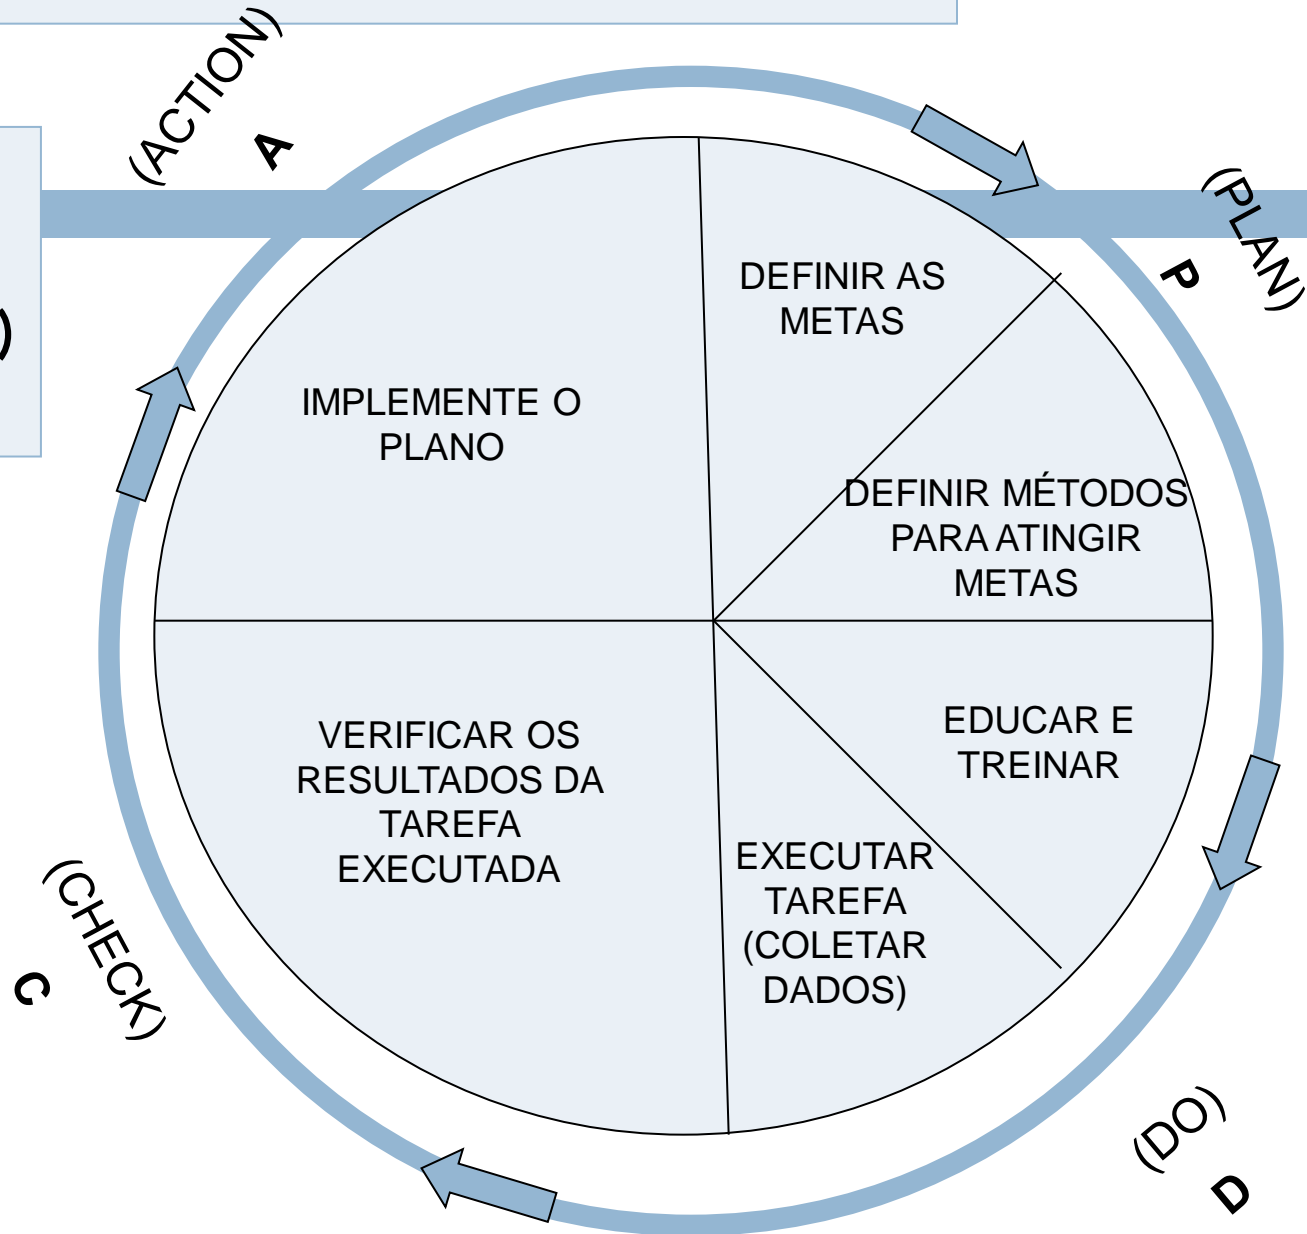 (ACTION)
A
(PLAN)
P
)
DEFINIR AS
METAS
IMPLEMENTE O
PLANO
DEFINIR MÉTODOS
PARA ATINGIR
METAS
EDUCAR E
TREINAR
VERIFICAR OS
RESULTADOS DA
TAREFA
EXECUTADA
EXECUTAR
TAREFA
(COLETAR
DADOS)
(CHECK)
C
(DO)
D